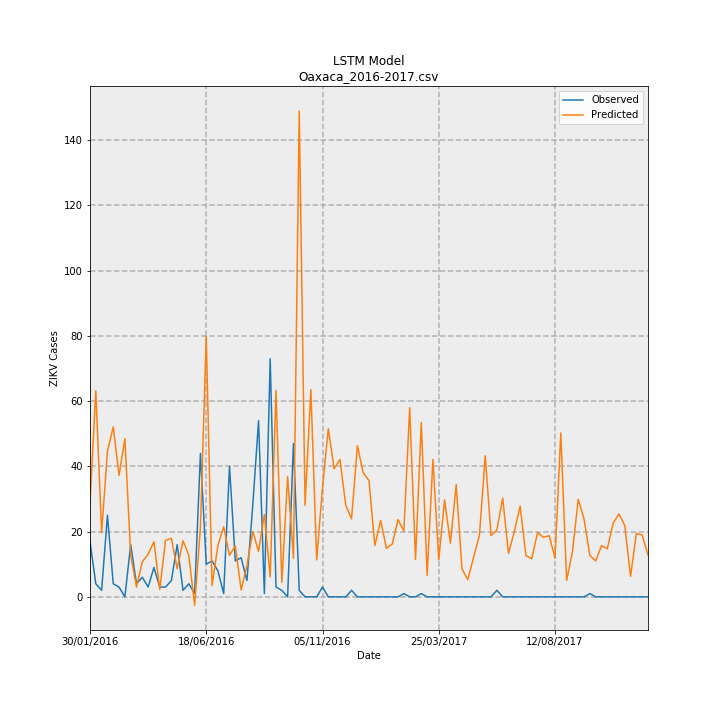 LSTM Model
Oaxaca_2016-2017.csv
Observed
Predicted
140
120
100
80
60
40
20
0
ZIKV Cases
30/01/2016
18/06/2016
05/11/2016
25/03/2017
12/08/2017
Date